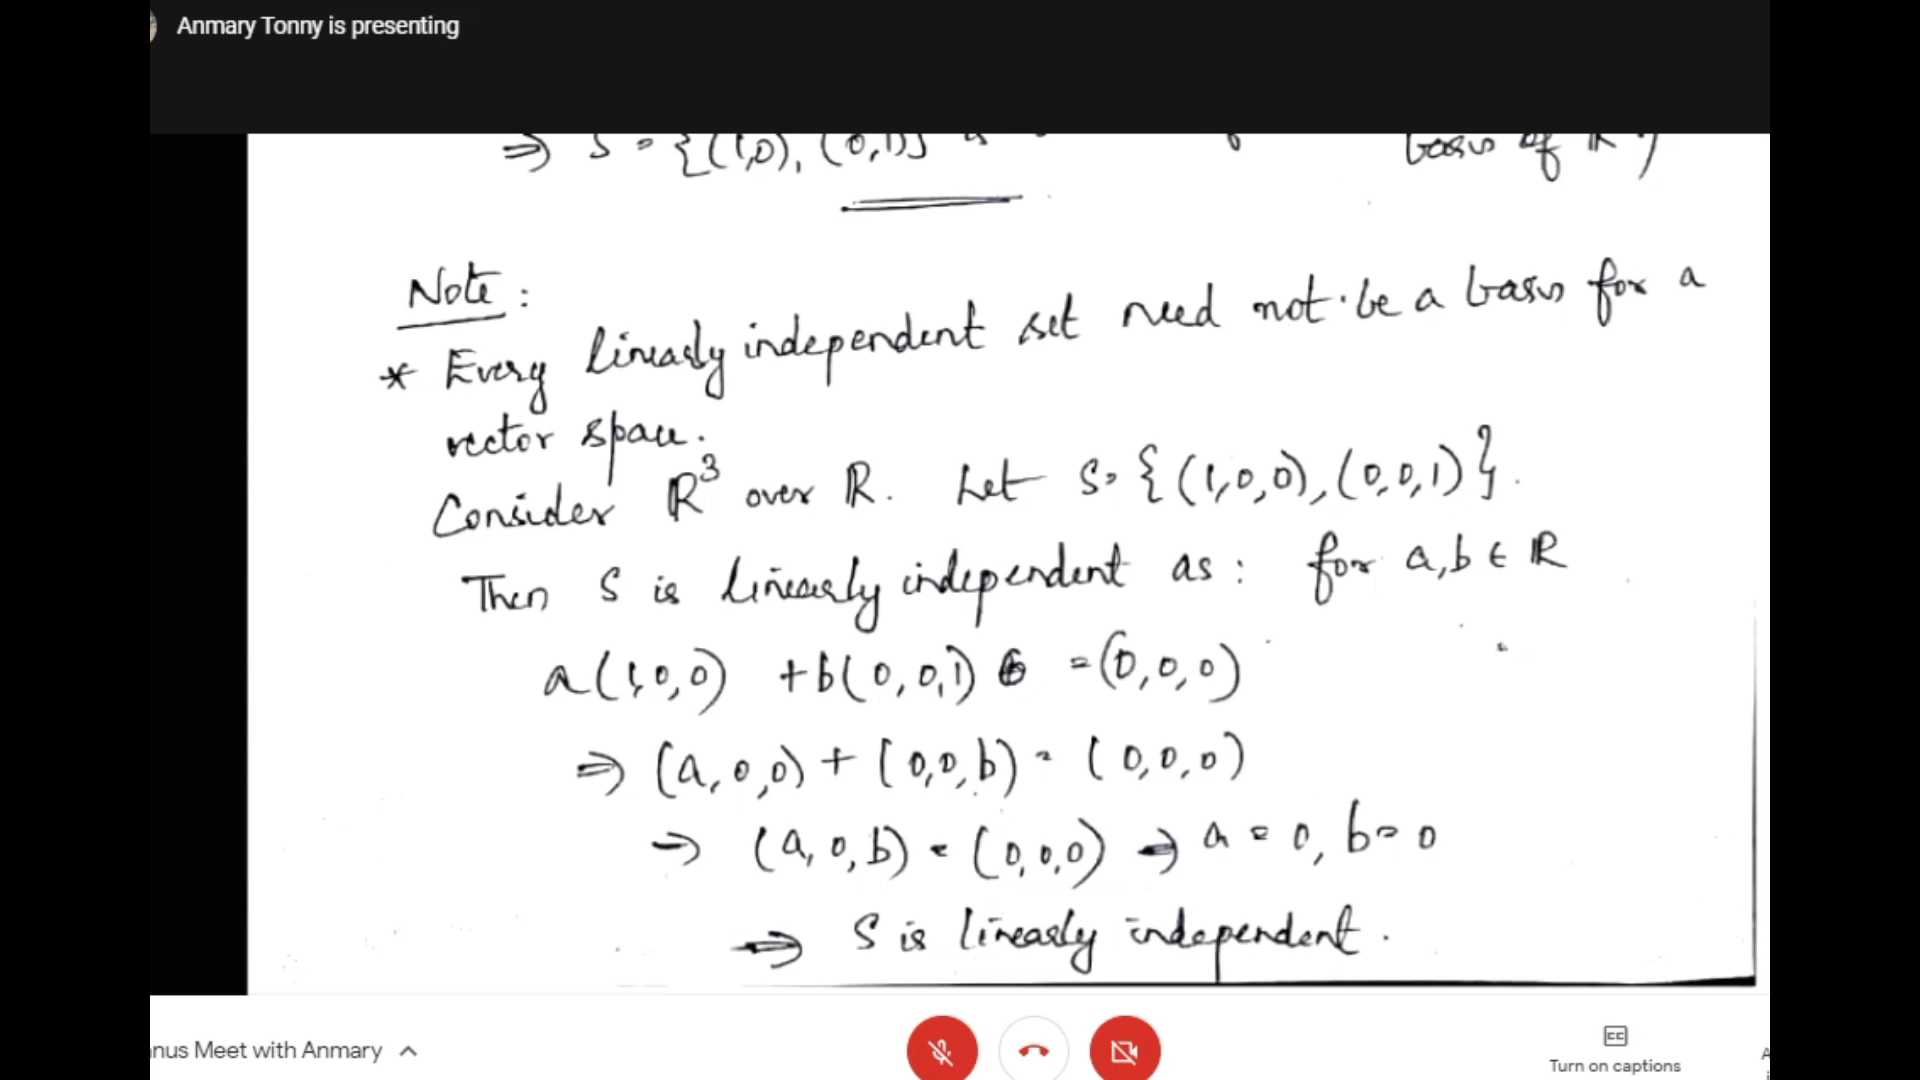 Anmary Tonny is presenting
⇒ S = {(1,0), (0,1)} is basis of R
Note :
* Every linearly independent set need not be a basis for a
vector space.
Consider R³ over R. Let S = {(1,0,0), (0,0,1)}.
Then S is linearly independent as : for a,b ∈ R
a(1,0,0) + b(0,0,1) = (0,0,0)
⇒ (a,0,0) + (0,0,b) = (0,0,0)
⇒ (a,0,b) = (0,0,0) ⇒ a = 0, b = 0
⇒ S is linearly independent.
nus Meet with Anmary
Turn on captions